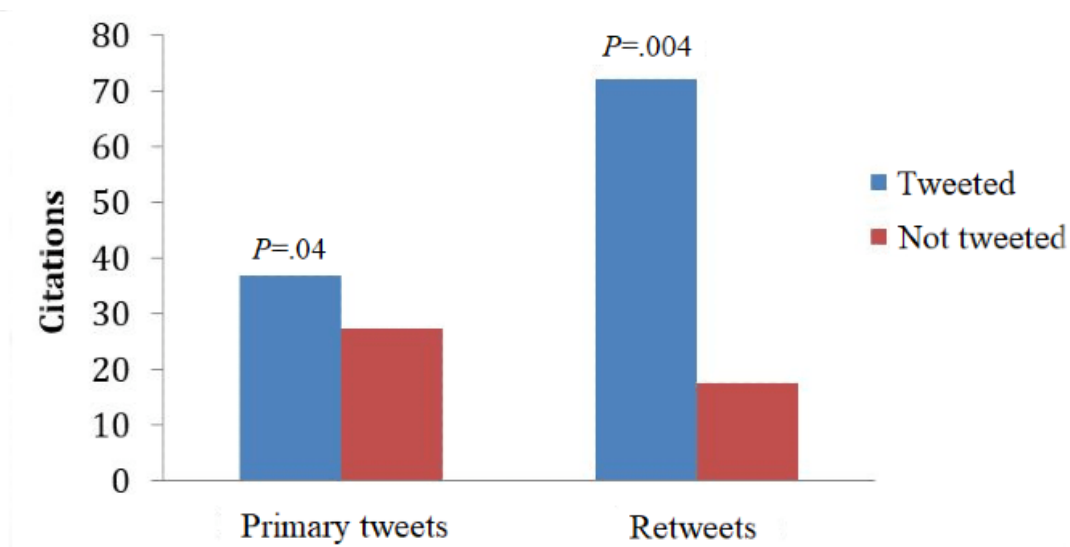 80
70
60
50
40
30
20
10
0
Citations
P=.04
P=.004
Primary tweets
Retweets
Tweeted
Not tweeted